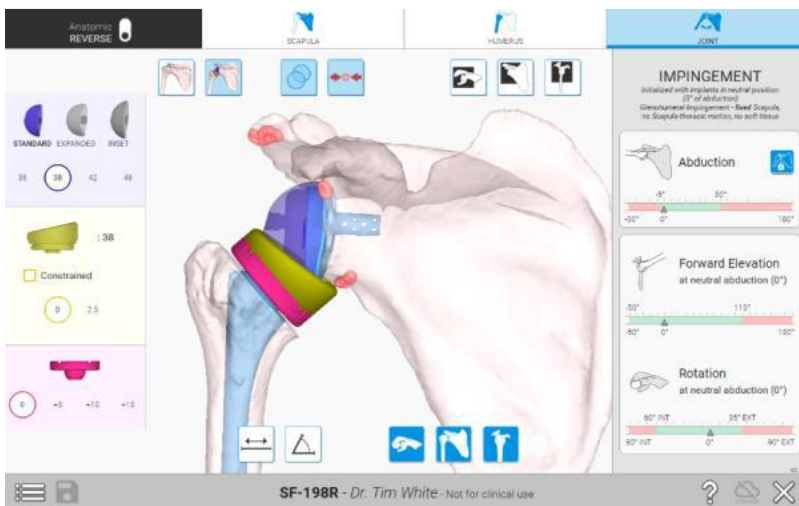 Anatomic
REVERSE
SCAPULA
HUMERUS
JOINT
IMPINGEMENT
Initialized with implants in neutral position
(0° of abduction)
Glenohumeral Impingement - fixed Scapula,
no Scapula-thoracic motion, no soft tissue
STANDARD EXPANDED INSET
38 42 46
: 38
Constrained
0 2.5
0 +5 +10 +15
Abduction
-5°
-50° 0° 180°
Forward Elevation
at neutral abduction (0°)
-50° 110°
-50° 0° 180°
Rotation
at neutral abduction (0°)
60° INT 35° EXT
90° INT 0° 90° EXT
SF-198R - Dr. Tim White - Not for clinical use
?